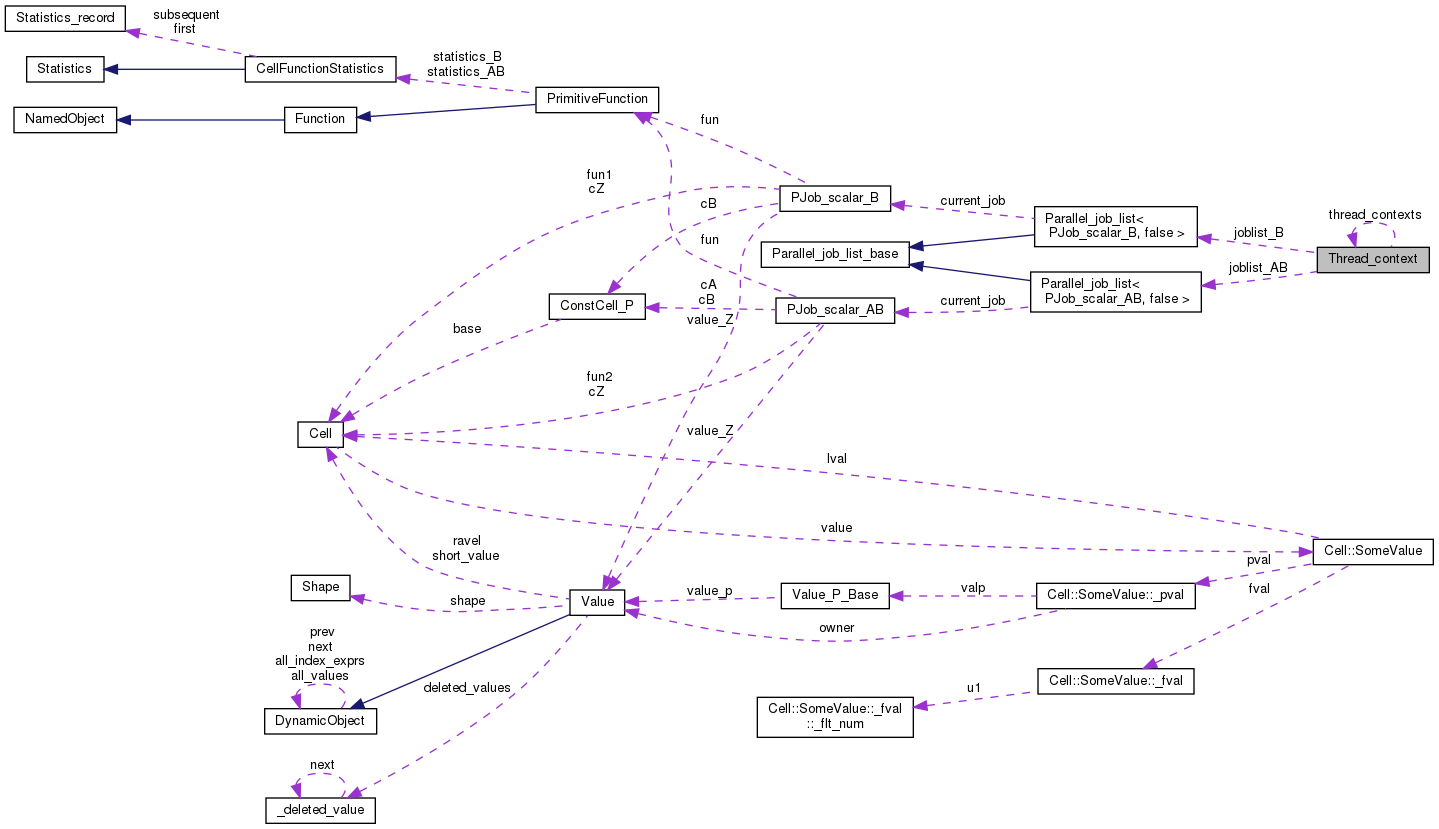 Statistics_record
subsequent
first
Statistics
CellFunctionStatistics
statistics_B
statistics_AB
PrimitiveFunction
NamedObject
Function
fun
fun1
cZ
cB
PJob_scalar_B
current_job
Parallel_job_list<
PJob_scalar_B, false >
joblist_B
thread_contexts
Thread_context
fun
Parallel_job_list_base
joblist_AB
Parallel_job_list<
PJob_scalar_AB, false >
ConstCell_P
cA
cB
value_Z
PJob_scalar_AB
current_job
base
fun2
cZ
Cell
value_Z
lval
value
Cell::SomeValue
ravel
short_value
pval
fval
Shape
shape
Value
value_p
Value_P_Base
valp
Cell::SomeValue::_pval
owner
prev
next
all_index_exprs
all_values
DynamicObject
deleted_values
Cell::SomeValue::_fval
u1
Cell::SomeValue::_fval
::_flt_num
next
_deleted_value